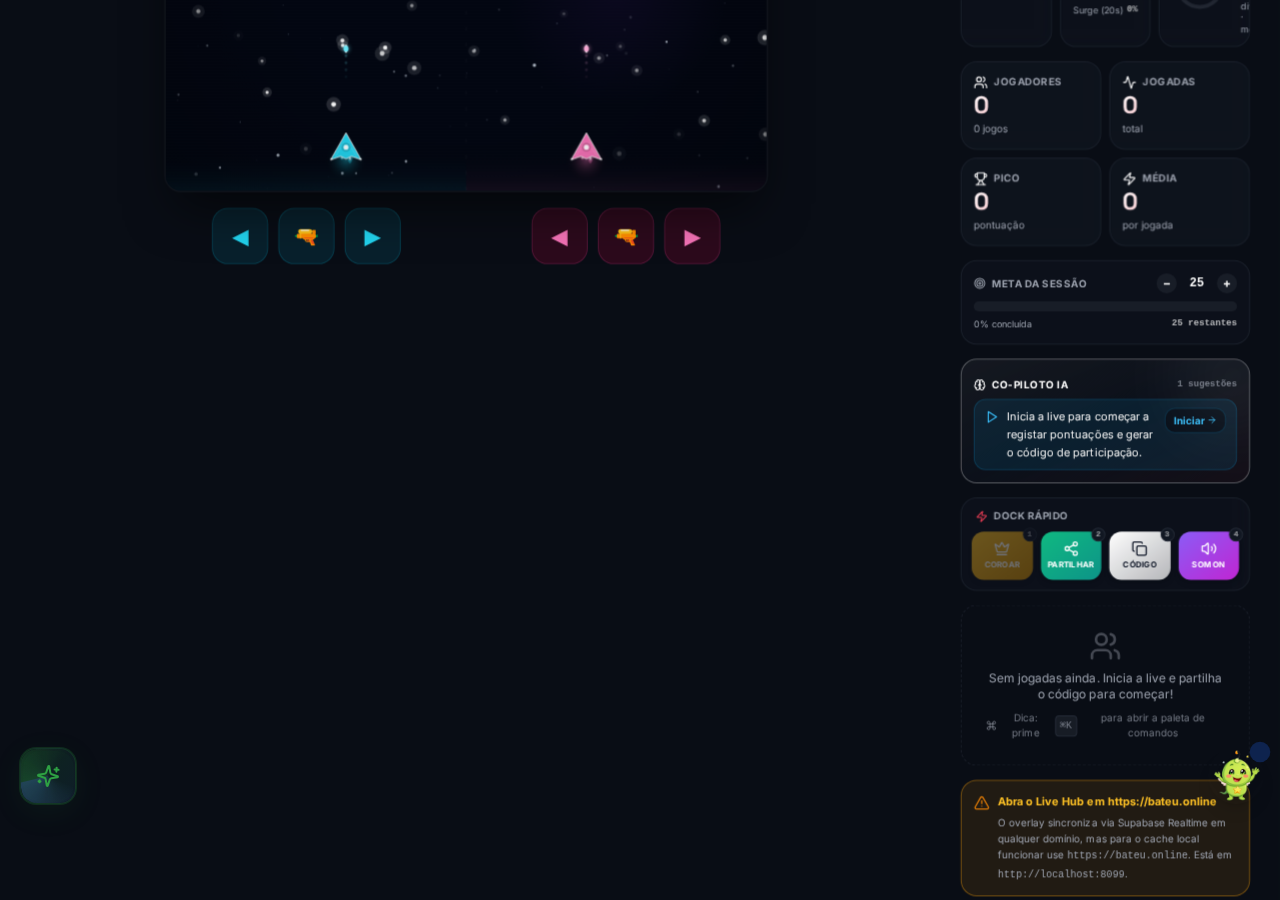 Surge (20s) 0%
JOGADORES
0
0 jogos
JOGADAS
0
total
PICO
0
pontuação
MÉDIA
0
por jogada
META DA SESSÃO
− 25 +
0% concluída
25 restantes
CO-PILOTO IA
1 sugestões
Inicia a live para começar a
registar pontuações e gerar
o código de participação.
Iniciar →
DOCK RÁPIDO
1
COROAR
2
PARTILHAR
3
CÓDIGO
4
SOM ON
Sem jogadas ainda. Inicia a live e partilha
o código para começar!
⌘
Dica:
prime
⌘K
para abrir a paleta de
comandos
Abra o Live Hub em https://bateu.online
O overlay sincroniza via Supabase Realtime em
qualquer domínio, mas para o cache local
funcionar use https://bateu.online. Está em
http://localhost:8099.